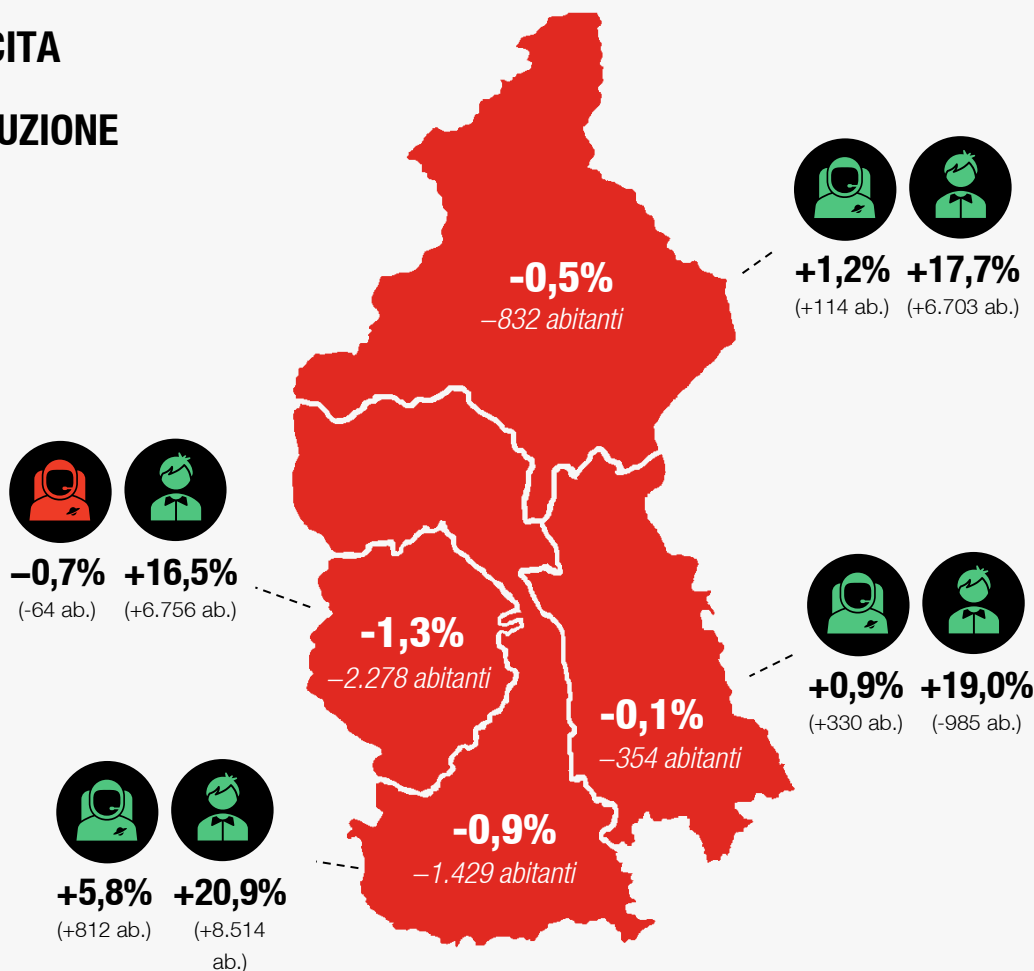 CITA
UZIONE
+1,2% +17,7%
(+114 ab.) (+6.703 ab.)
-0,5%
–832 abitanti
–0,7% +16,5%
(-64 ab.) (+6.756 ab.)
-1,3%
–2.278 abitanti
+0,9% +19,0%
(+330 ab.) (-985 ab.)
-0,1%
–354 abitanti
-0,9%
–1.429 abitanti
+5,8% +20,9%
(+812 ab.) (+8.514
ab.)